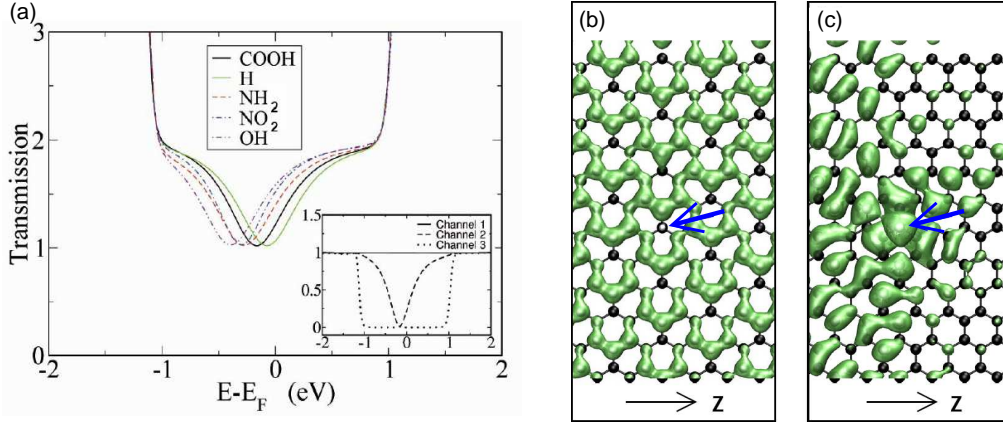 (a)
3
2
1
0
Transmission
COOH
H
NH2
NO2
OH
1.5
1
0.5
0
Channel 1
Channel 2
Channel 3
-2 -1 0 1 2
-1 0 1 2
E-EF (eV)
(b)
z
(c)
z